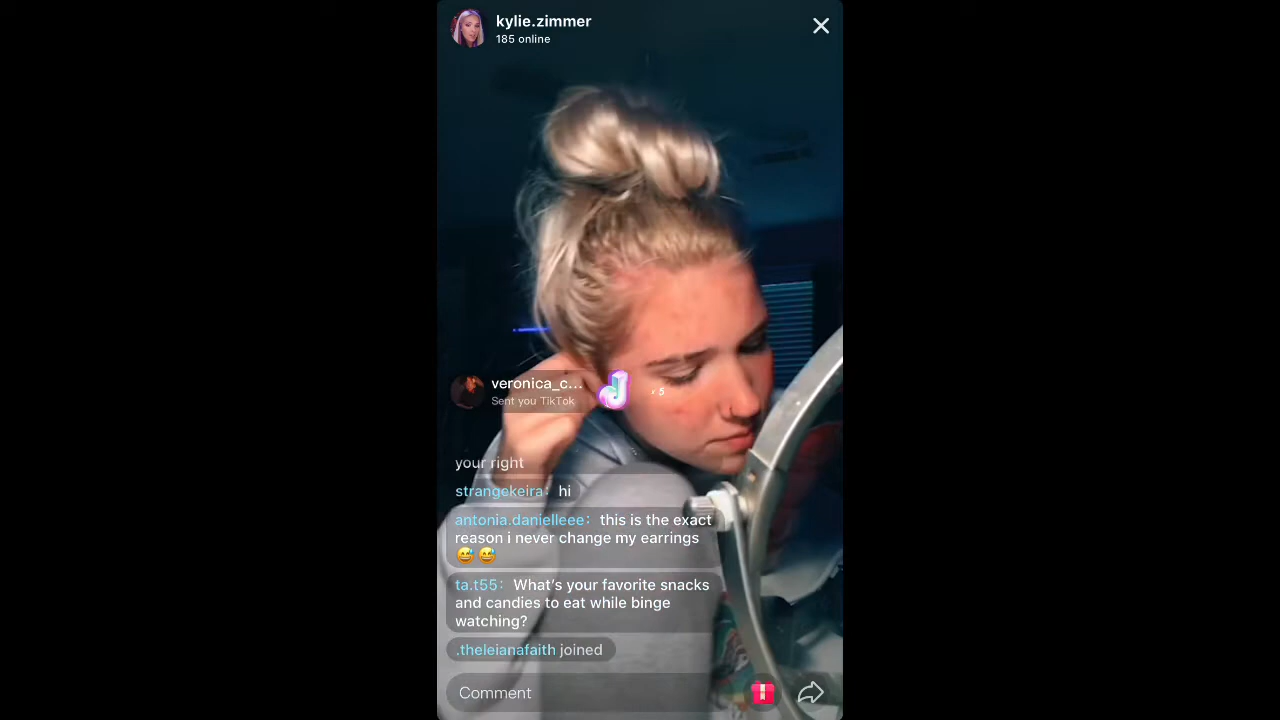 kylie.zimmer
185 online
veronica_c...
Sent you TikTok
x 5
your right
strangekeira: hi
antonia.danielleee: this is the exact
reason i never change my earrings
😅😅
ta.t55: What's your favorite snacks
and candies to eat while binge
watching?
.theleianafaith joined
Comment